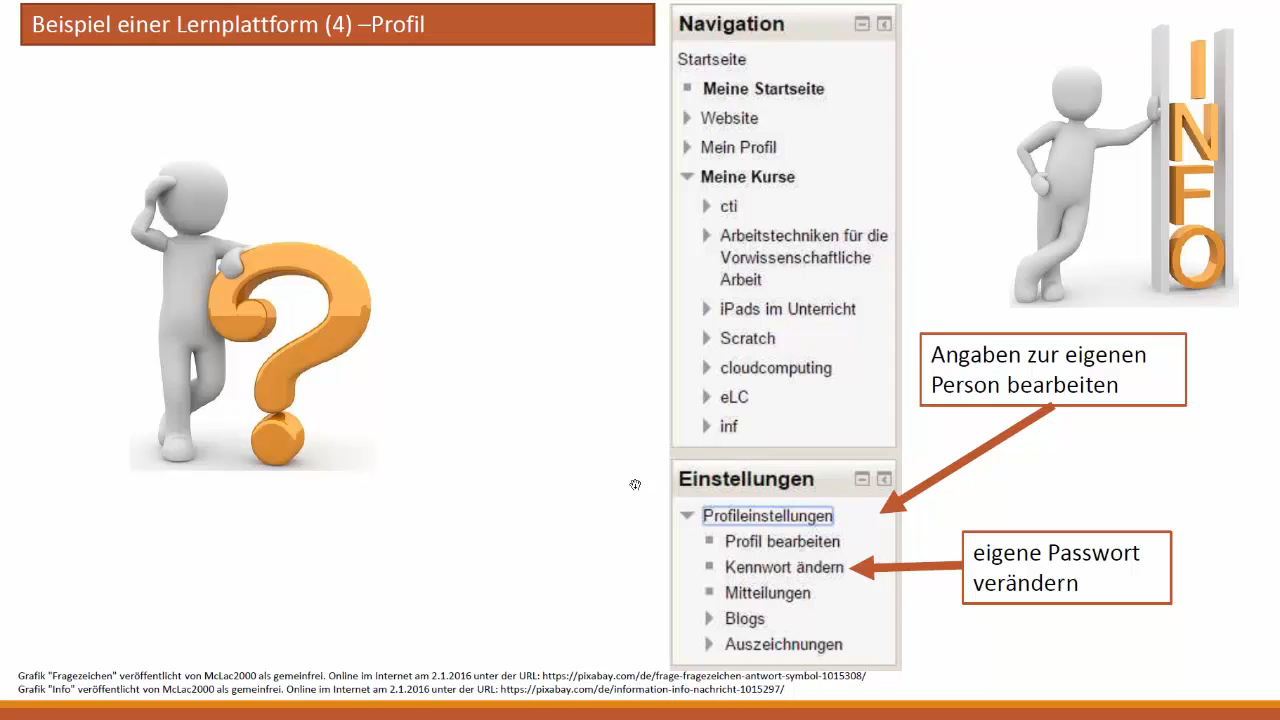 Beispiel einer Lernplattform (4) –Profil
Navigation
Startseite
Meine Startseite
Website
Mein Profil
Meine Kurse
cti
Arbeitstechniken für die
Vorwissenschaftliche
Arbeit
iPads im Unterricht
Scratch
cloudcomputing
eLC
inf
INFO
Angaben zur eigenen
Person bearbeiten
Einstellungen
Profileinstellungen
Profil bearbeiten
Kennwort ändern
Mitteilungen
Blogs
Auszeichnungen
eigene Passwort
verändern
Grafik "Fragezeichen" veröffentlicht von McLac2000 als gemeinfrei. Online im Internet am 2.1.2016 unter der URL: https://pixabay.com/de/frage-fragezeichen-antwort-symbol-1015308/
Grafik "Info" veröffentlicht von McLac2000 als gemeinfrei. Online im Internet am 2.1.2016 unter der URL: https://pixabay.com/de/information-info-nachricht-1015297/